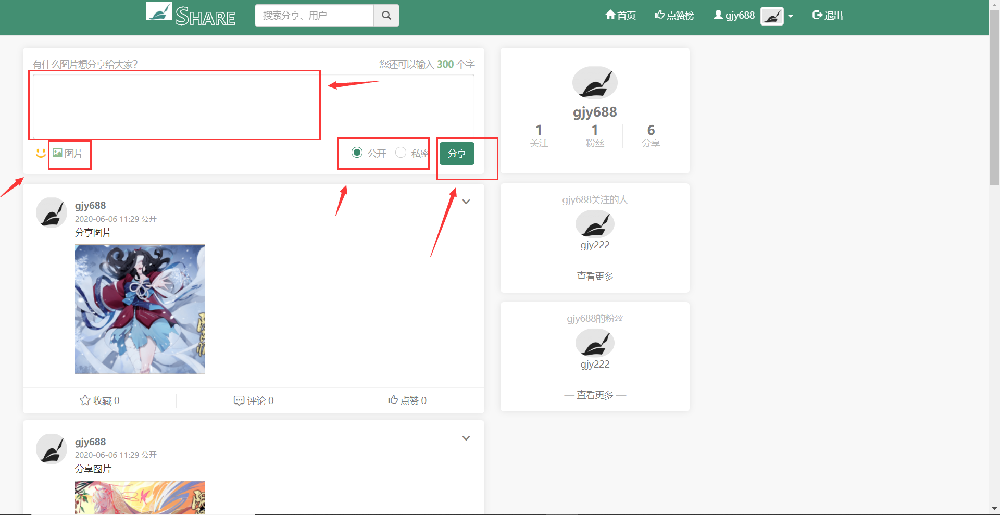 SHARE
搜索分享、用户
首页
点赞榜
gjy688
退出
有什么图片想分享给大家?
您还可以输入 300 个字
图片
公开
私密
分享
gjy688
2020-06-06 11:29 公开
分享图片
收藏 0
评论 0
点赞 0
gjy688
2020-06-06 11:29 公开
分享图片
gjy688
1
关注
1
粉丝
6
分享
— gjy688关注的人 —
gjy222
— 查看更多 —
— gjy688的粉丝 —
gjy222
— 查看更多 —